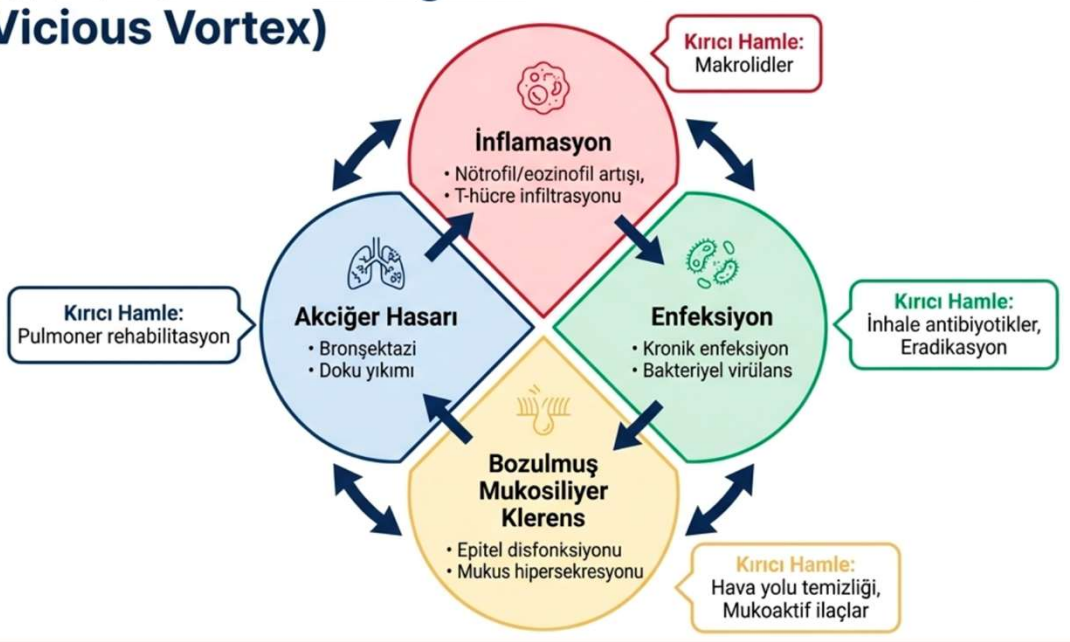 Vicious Vortex)
Kırıcı Hamle:
Makrolidler
İnflamasyon
• Nötrofil/eozinofil artışı,
• T-hücre infiltrasyonu
Akciğer Hasarı
• Bronşektazi
• Doku yıkımı
Kırıcı Hamle:
Pulmoner rehabilitasyon
Enfeksiyon
• Kronik enfeksiyon
• Bakteriyel virülans
Kırıcı Hamle:
İnhale antibiyotikler,
Eradikasyon
Bozulmuş
Mukosiliyer
Klerens
• Epitel disfonksiyonu
• Mukus hipersekresyonu
Kırıcı Hamle:
Hava yolu temizliği,
Mukoaktif ilaçlar